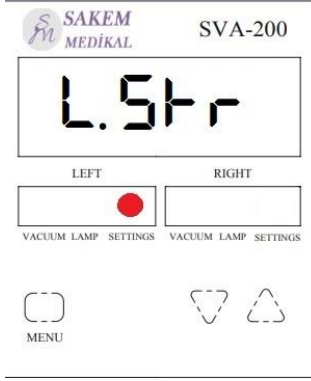 SAKEM
MEDİKAL
SVA-200
L.Str
LEFT RIGHT
VACUUM LAMP SETTINGS VACUUM LAMP SETTINGS
MENU